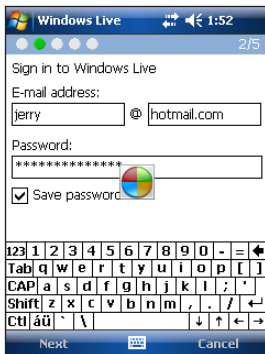 Windows Live 1:52
2/5
Sign in to Windows Live
E-mail address:
jerry @ hotmail.com
Password:
**************
Save password
123 1 2 3 4 5 6 7 8 9 0 - =
Tab q w e r t y u i o p [ ]
CAP a s d f g h j k l ; '
Shift z x c v b n m , . /
Ctl áü ` \
Next Cancel